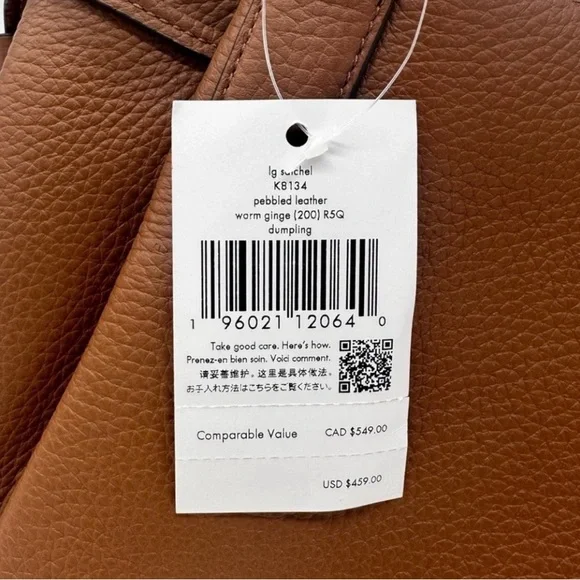 lg satchel
K8134
pebbled leather
warm ginge (200) R5Q
dumpling
1 96021 12064 0
Take good care. Here's how.
Prenez-en bien soin. Voici comment.
请妥善维护。这里是具体做法。
お手入れ方法はこちらをご覧ください。
Comparable Value CAD $549.00
USD $459.00